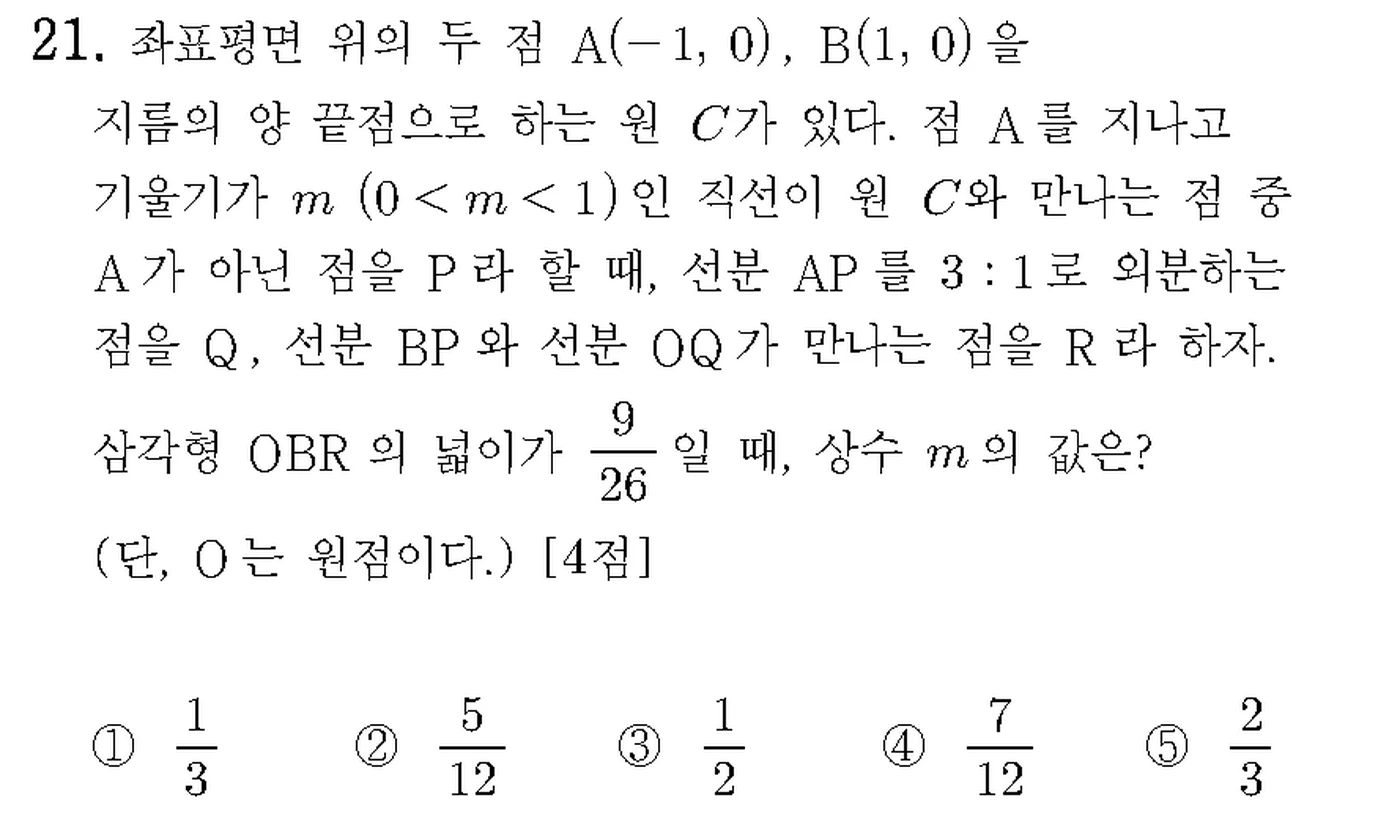 21. 좌표평면 위의 두 점 A(-1, 0), B(1, 0)을
지름의 양 끝점으로 하는 원 C가 있다. 점 A를 지나고
기울기가 m (0 < m < 1)인 직선이 원 C와 만나는 점 중
A가 아닌 점을 P라 할 때, 선분 AP를 3 : 1로 외분하는
점을 Q, 선분 BP와 선분 OQ가 만나는 점을 R라 하자.
삼각형 OBR의 넓이가 9/26일 때, 상수 m의 값은?
(단, O는 원점이다.) [4점]
① 1/3 ② 5/12 ③ 1/2 ④ 7/12 ⑤ 2/3